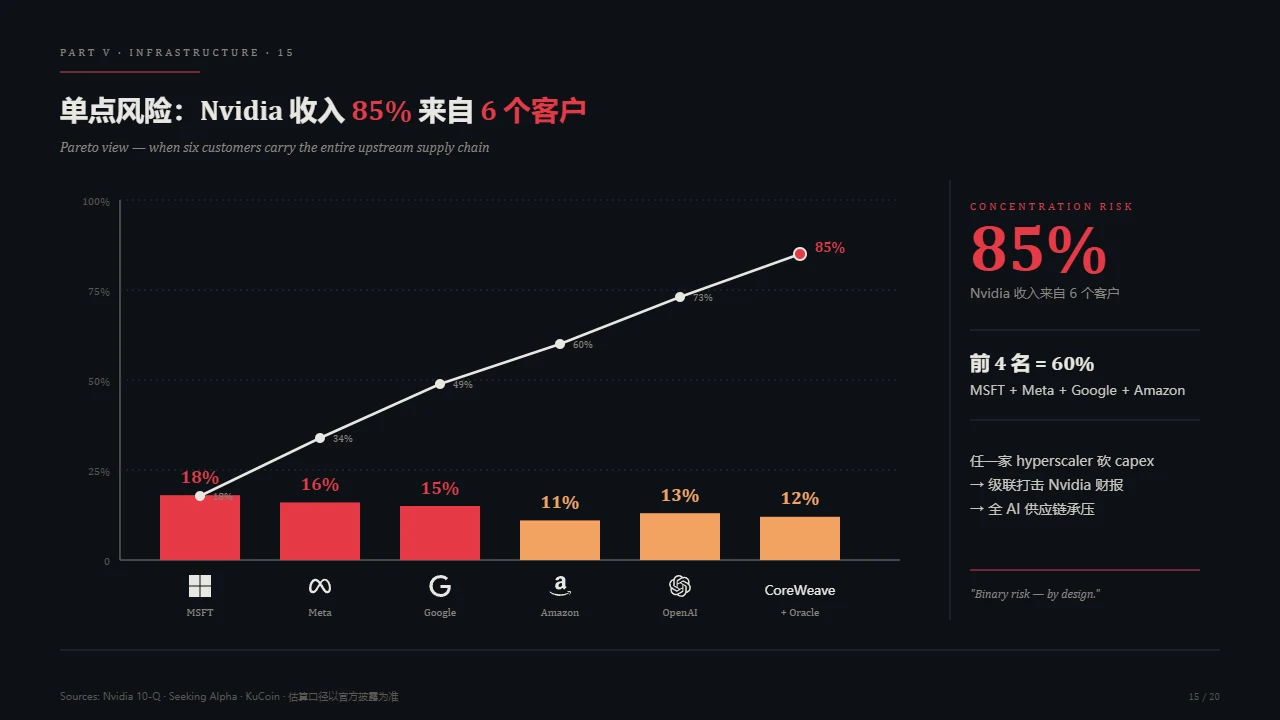 PART V · INFRASTRUCTURE · 15
单点风险：Nvidia 收入 85% 来自 6 个客户
Pareto view — when six customers carry the entire upstream supply chain
100%
75%
50%
25%
0
18%
16%
15%
11%
13%
12%
18%
34%
49%
60%
73%
85%
MSFT
Meta
Google
Amazon
OpenAI
CoreWeave
+ Oracle
CONCENTRATION RISK
85%
Nvidia 收入来自 6 个客户
前 4 名 = 60%
MSFT + Meta + Google + Amazon
任一家 hyperscaler 砍 capex
→ 级联打击 Nvidia 财报
→ 全 AI 供应链承压
"Binary risk — by design."
Sources: Nvidia 10-Q · Seeking Alpha · KuCoin · 估算口径以官方披露为准
15 / 20